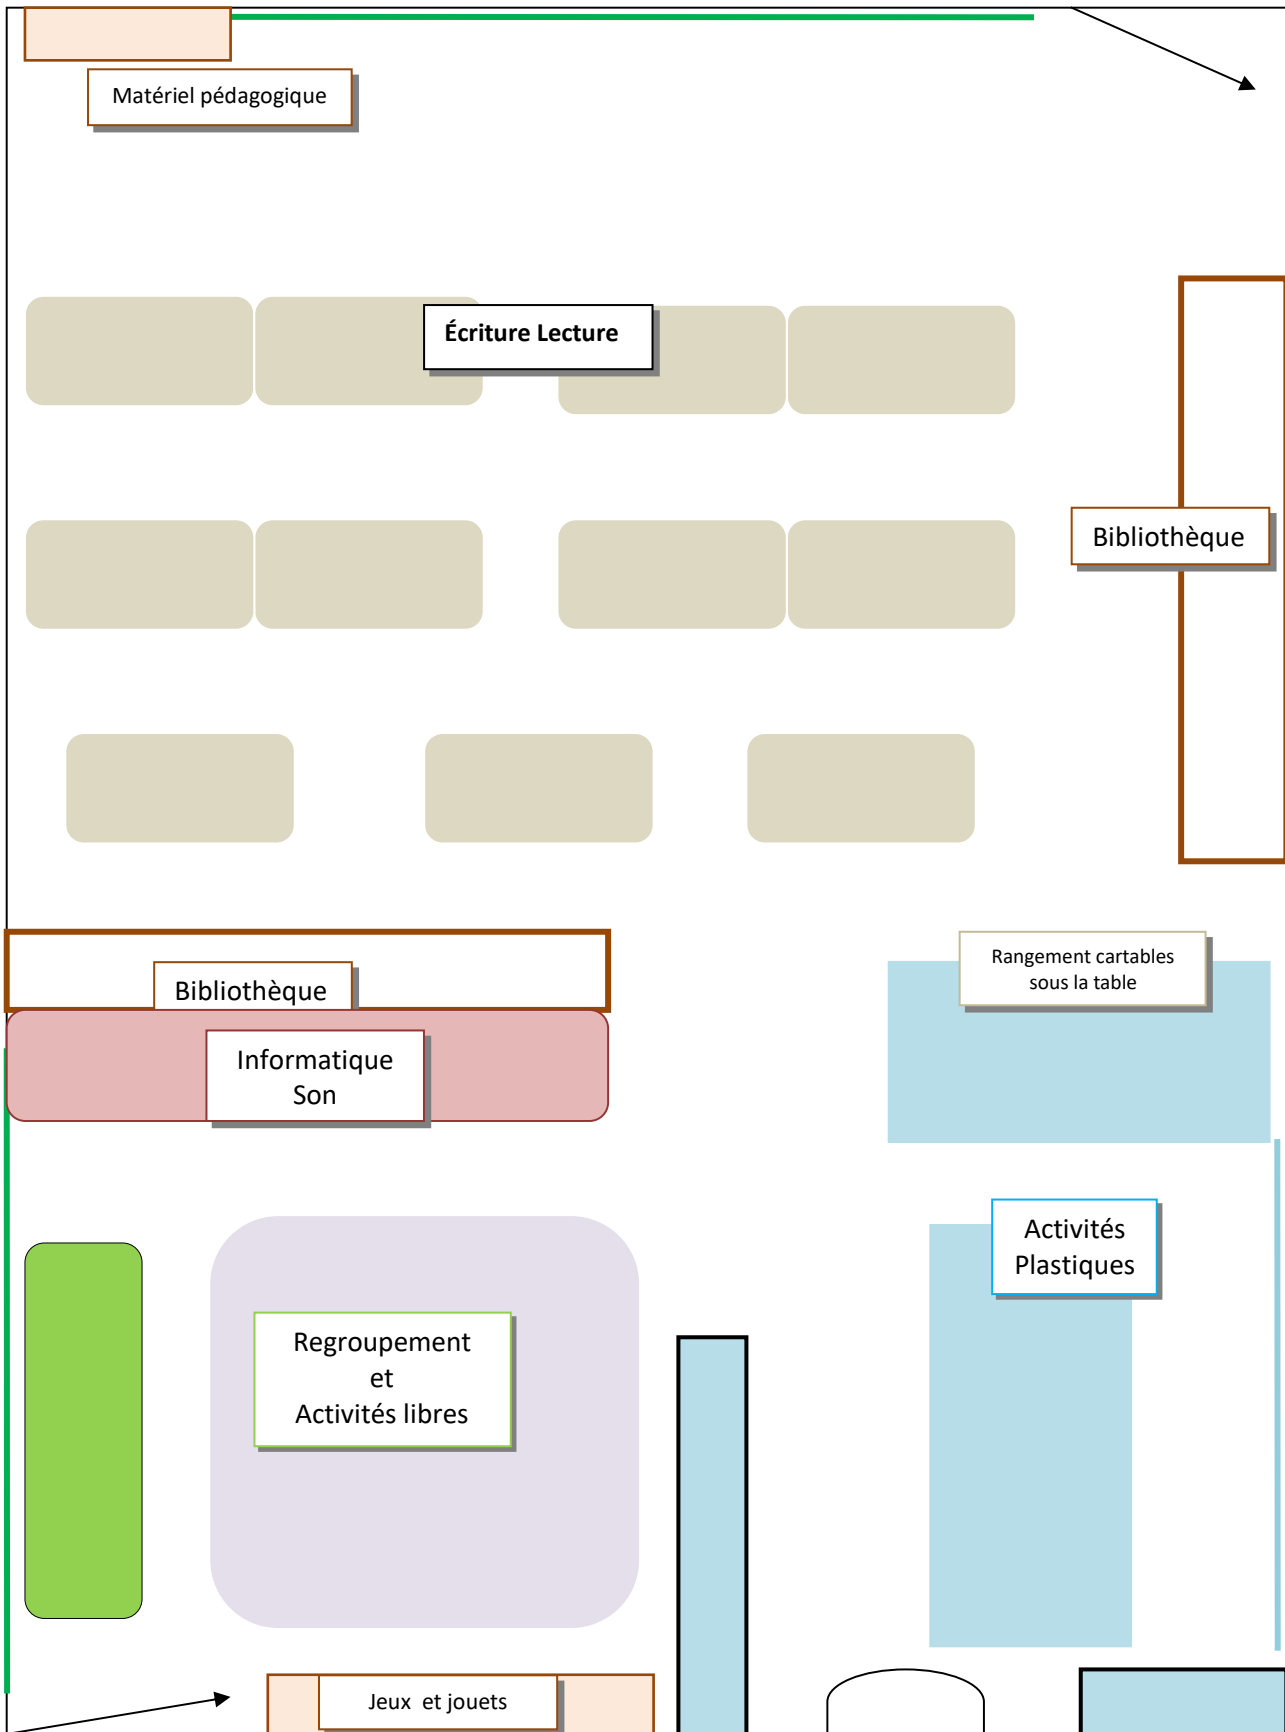 Matériel pédagogique
Écriture Lecture
Bibliothèque
Rangement cartables
sous la table
Bibliothèque
Informatique
Son
Activités
Plastiques
Regroupement
et
Activités libres
Jeux et jouets